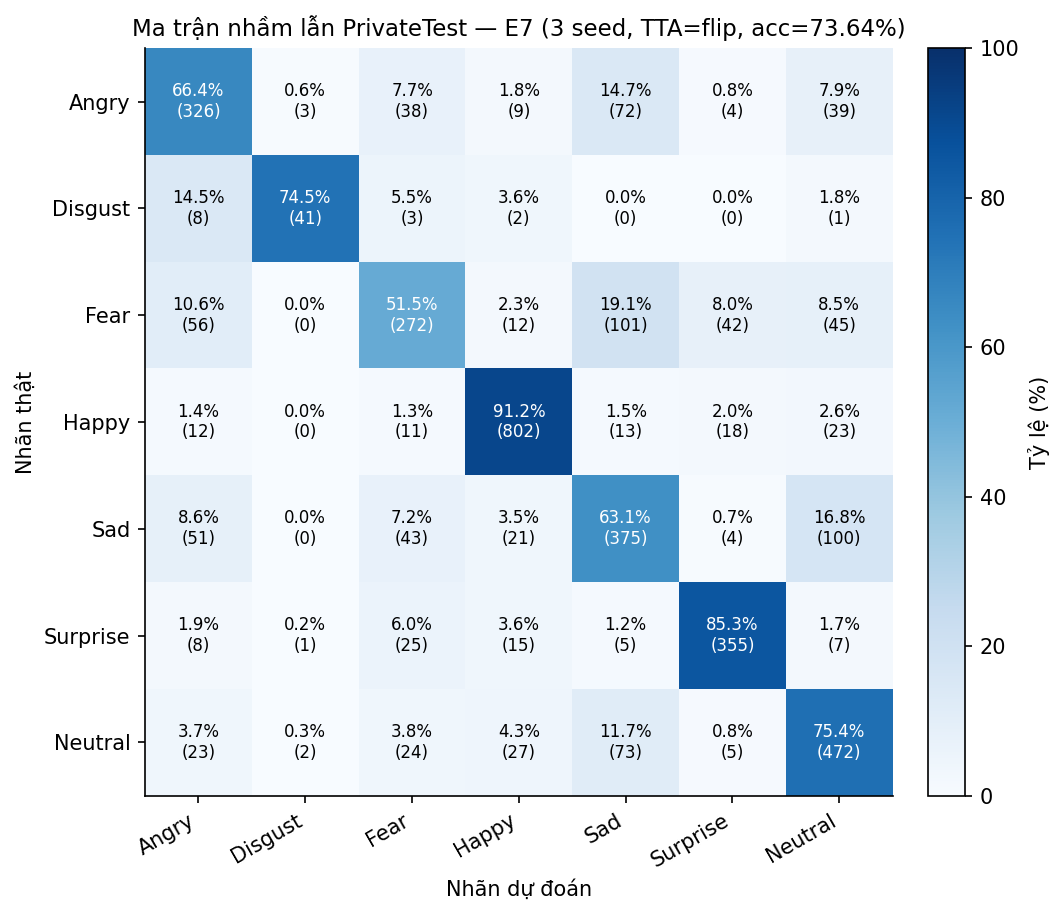 Ma trận nhầm lẫn PrivateTest — E7 (3 seed, TTA=flip, acc=73.64%)
Nhãn thật
Angry
66.4% 0.6% 7.7% 1.8% 14.7% 0.8% 7.9%
(326) (3) (38) (9) (72) (4) (39)
Disgust
14.5% 74.5% 5.5% 3.6% 0.0% 0.0% 1.8%
(8) (41) (3) (2) (0) (0) (1)
Fear
10.6% 0.0% 51.5% 2.3% 19.1% 8.0% 8.5%
(56) (0) (272) (12) (101) (42) (45)
Happy
1.4% 0.0% 1.3% 91.2% 1.5% 2.0% 2.6%
(12) (0) (11) (802) (13) (18) (23)
Sad
8.6% 0.0% 7.2% 3.5% 63.1% 0.7% 16.8%
(51) (0) (43) (21) (375) (4) (100)
Surprise
1.9% 0.2% 6.0% 3.6% 1.2% 85.3% 1.7%
(8) (1) (25) (15) (5) (355) (7)
Neutral
3.7% 0.3% 3.8% 4.3% 11.7% 0.8% 75.4%
(23) (2) (24) (27) (73) (5) (472)
Angry Disgust Fear Happy Sad Surprise Neutral
Nhãn dự đoán
100
80
60
40
20
0
Tỷ lệ (%)